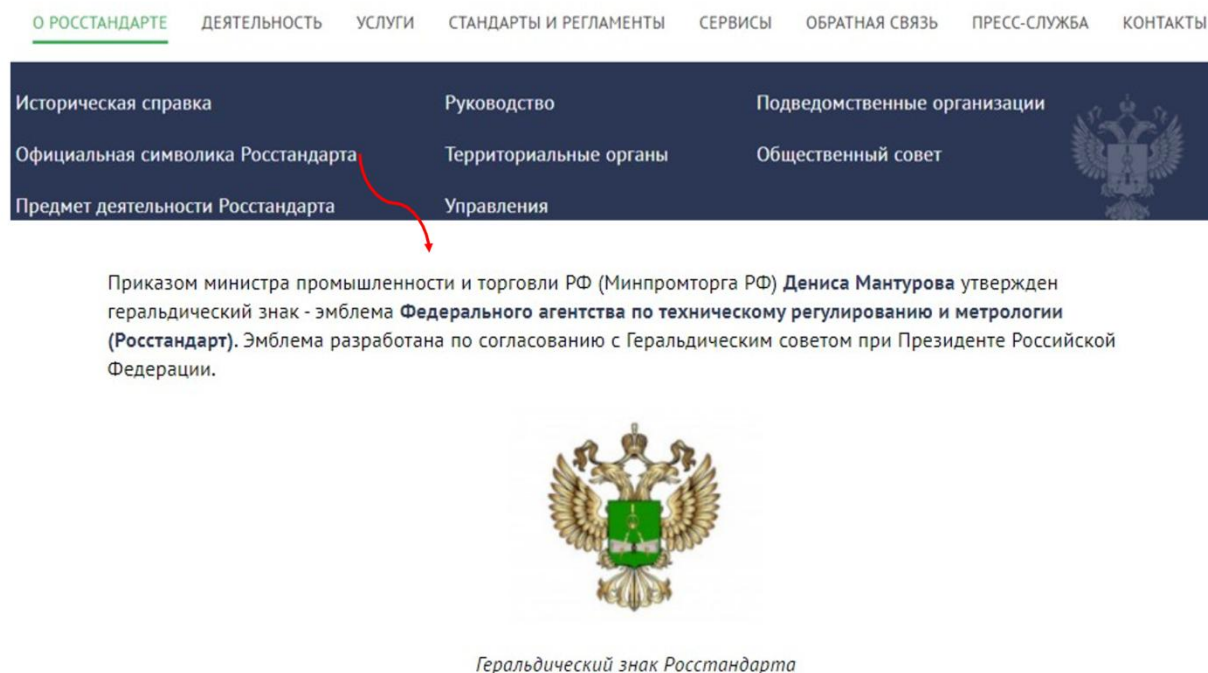 О РОССТАНДАРТЕ ДЕЯТЕЛЬНОСТЬ УСЛУГИ СТАНДАРТЫ И РЕГЛАМЕНТЫ СЕРВИСЫ ОБРАТНАЯ СВЯЗЬ ПРЕСС-СЛУЖБА КОНТАКТЫ
Историческая справка Руководство Подведомственные организации
Официальная символика Росстандарта Территориальные органы Общественный совет
Предмет деятельности Росстандарта Управления
Приказом министра промышленности и торговли РФ (Минпромторга РФ) Дениса Мантурова утвержден
геральдический знак - эмблема Федерального агентства по техническому регулированию и метрологии
(Росстандарт). Эмблема разработана по согласованию с Геральдическим советом при Президенте Российской
Федерации.
Геральдический знак Росстандарта